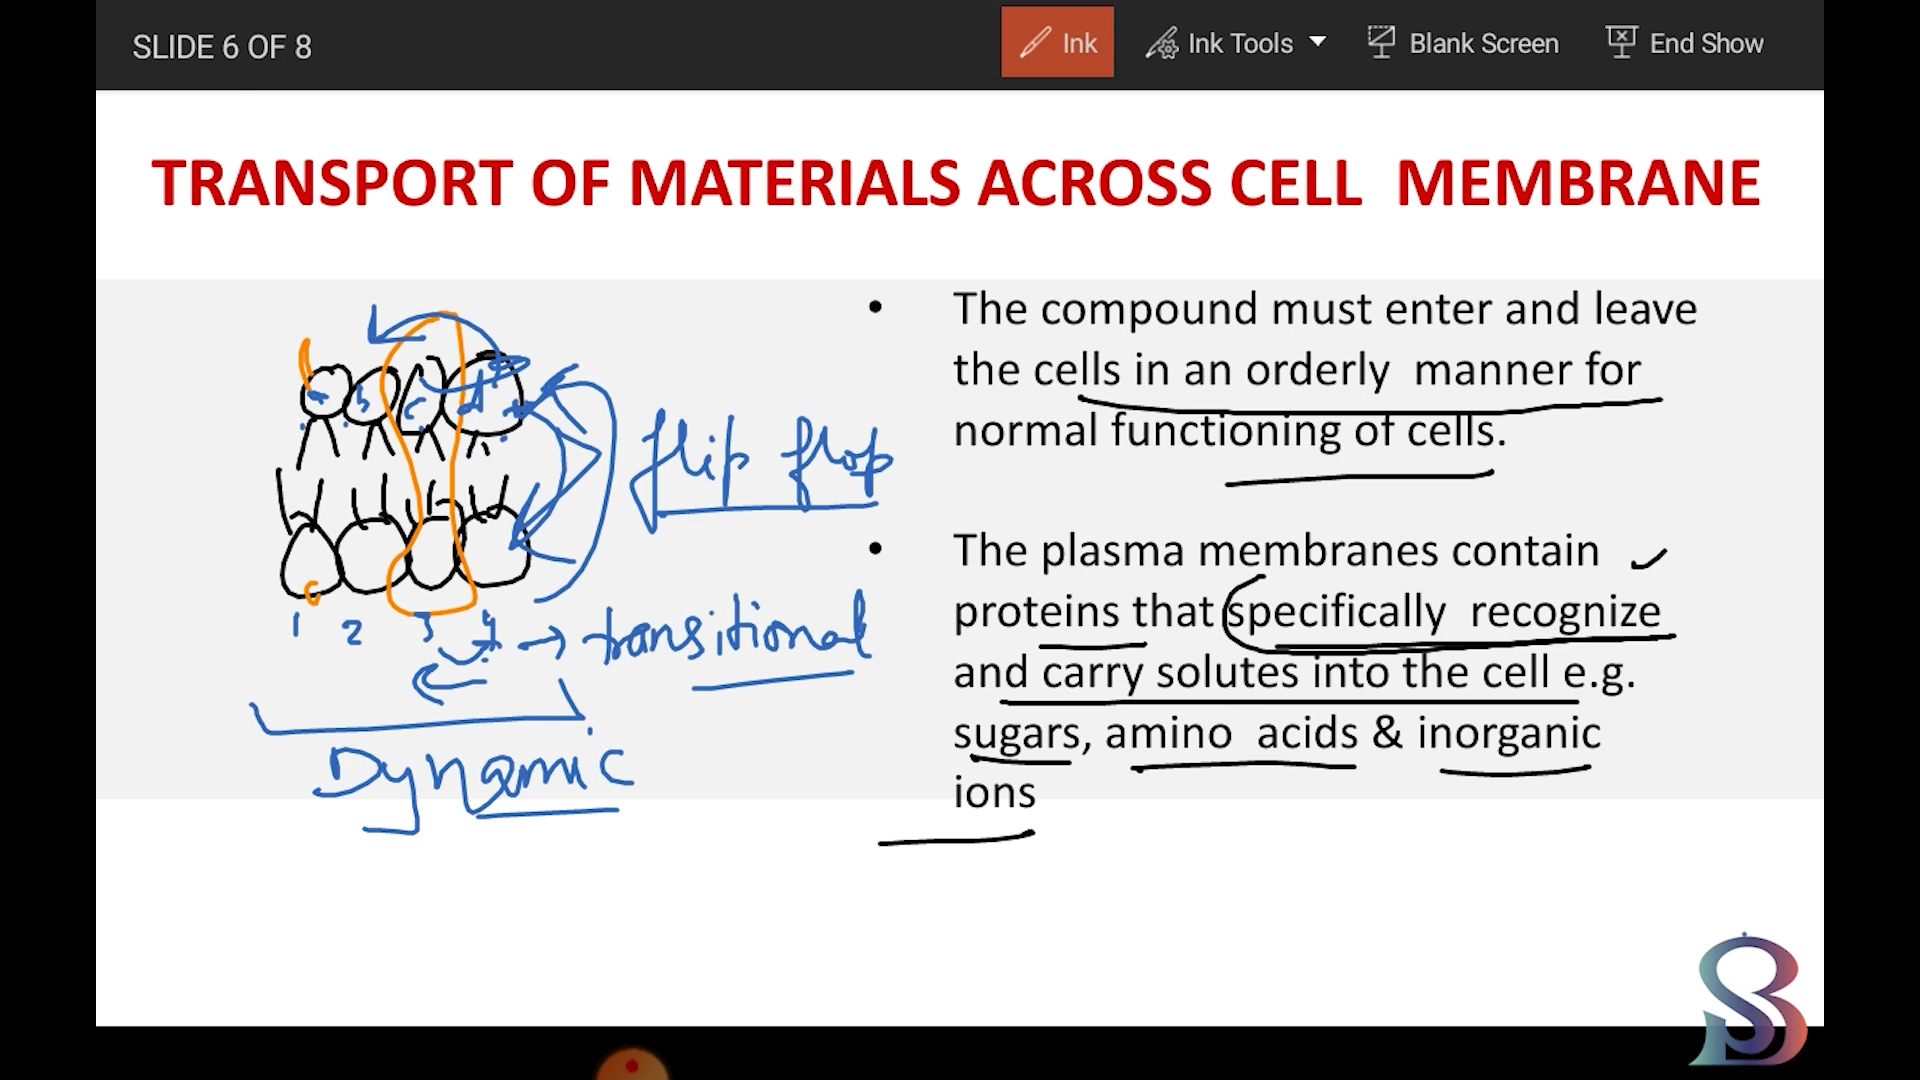 SLIDE 6 OF 8
Ink
Ink Tools
Blank Screen
End Show
TRANSPORT OF MATERIALS ACROSS CELL MEMBRANE
a b c d
flip flop
1 2 3 4
→ transitional
Dynamic
• The compound must enter and leave
the cells in an orderly manner for
normal functioning of cells.
• The plasma membranes contain
proteins that specifically recognize
and carry solutes into the cell e.g.
sugars, amino acids & inorganic
ions